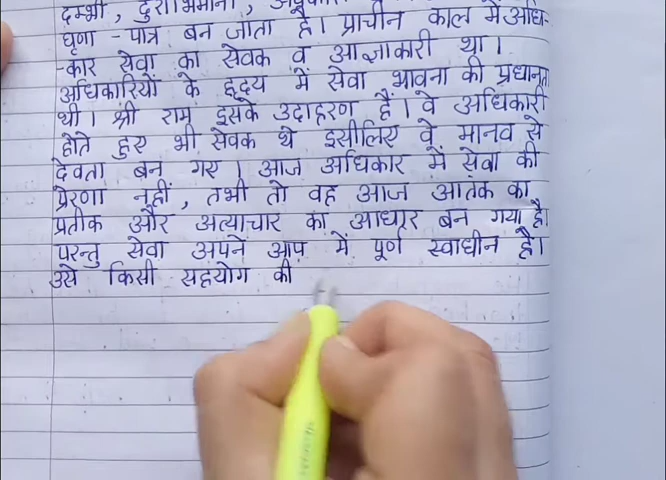 दम्भी, दुराभिमानी,
घृणा - पात्र बन जाता है। प्राचीन काल में अधि-
-कार सेवा का सेवक व आज्ञाकारी था।
अधिकारियों के हृदय में सेवा भावना की प्रधानता
थी। श्री राम इसके उदाहरण हैं। वे अधिकारी
होते हुए भी सेवक थे इसीलिए वे मानव से
देवता बन गए। आज अधिकार में सेवा की
प्रेरणा नहीं, तभी तो वह आज आतंक का
प्रतीक और अत्याचार का आधार बन गया है।
परन्तु सेवा अपने आप में पूर्ण स्वाधीन है।
उसे किसी सहयोग की